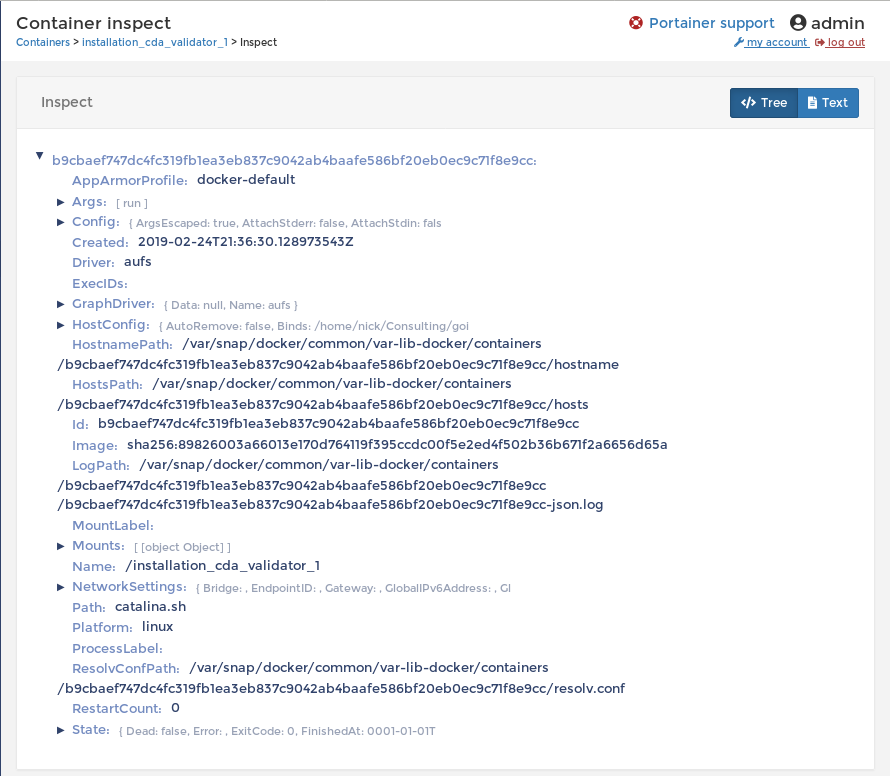 Container inspect
Portainer support admin
Containers > installation_cda_validator_1 > Inspect
my account log out
Inspect
Tree Text
b9cbaef747dc4fc319fb1ea3eb837c9042ab4baafe586bf20eb0ec9c71f8e9cc:
AppArmorProfile: docker-default
Args: [ run ]
Config: { ArgsEscaped: true, AttachStderr: false, AttachStdin: fals
Created: 2019-02-24T21:36:30.128973543Z
Driver: aufs
ExecIDs:
GraphDriver: { Data: null, Name: aufs }
HostConfig: { AutoRemove: false, Binds: /home/nick/Consulting/goi
HostnamePath: /var/snap/docker/common/var-lib-docker/containers
/b9cbaef747dc4fc319fb1ea3eb837c9042ab4baafe586bf20eb0ec9c71f8e9cc/hostname
HostsPath: /var/snap/docker/common/var-lib-docker/containers
/b9cbaef747dc4fc319fb1ea3eb837c9042ab4baafe586bf20eb0ec9c71f8e9cc/hosts
Id: b9cbaef747dc4fc319fb1ea3eb837c9042ab4baafe586bf20eb0ec9c71f8e9cc
Image: sha256:89826003a66013e170d764119f395ccdc00f5e2ed4f502b36b671f2a6656d65a
LogPath: /var/snap/docker/common/var-lib-docker/containers
/b9cbaef747dc4fc319fb1ea3eb837c9042ab4baafe586bf20eb0ec9c71f8e9cc
/b9cbaef747dc4fc319fb1ea3eb837c9042ab4baafe586bf20eb0ec9c71f8e9cc-json.log
MountLabel:
Mounts: [ [object Object] ]
Name: /installation_cda_validator_1
NetworkSettings: { Bridge: , EndpointID: , Gateway: , GlobalIPv6Address: , Gl
Path: catalina.sh
Platform: linux
ProcessLabel:
ResolvConfPath: /var/snap/docker/common/var-lib-docker/containers
/b9cbaef747dc4fc319fb1ea3eb837c9042ab4baafe586bf20eb0ec9c71f8e9cc/resolv.conf
RestartCount: 0
State: { Dead: false, Error: , ExitCode: 0, FinishedAt: 0001-01-01T